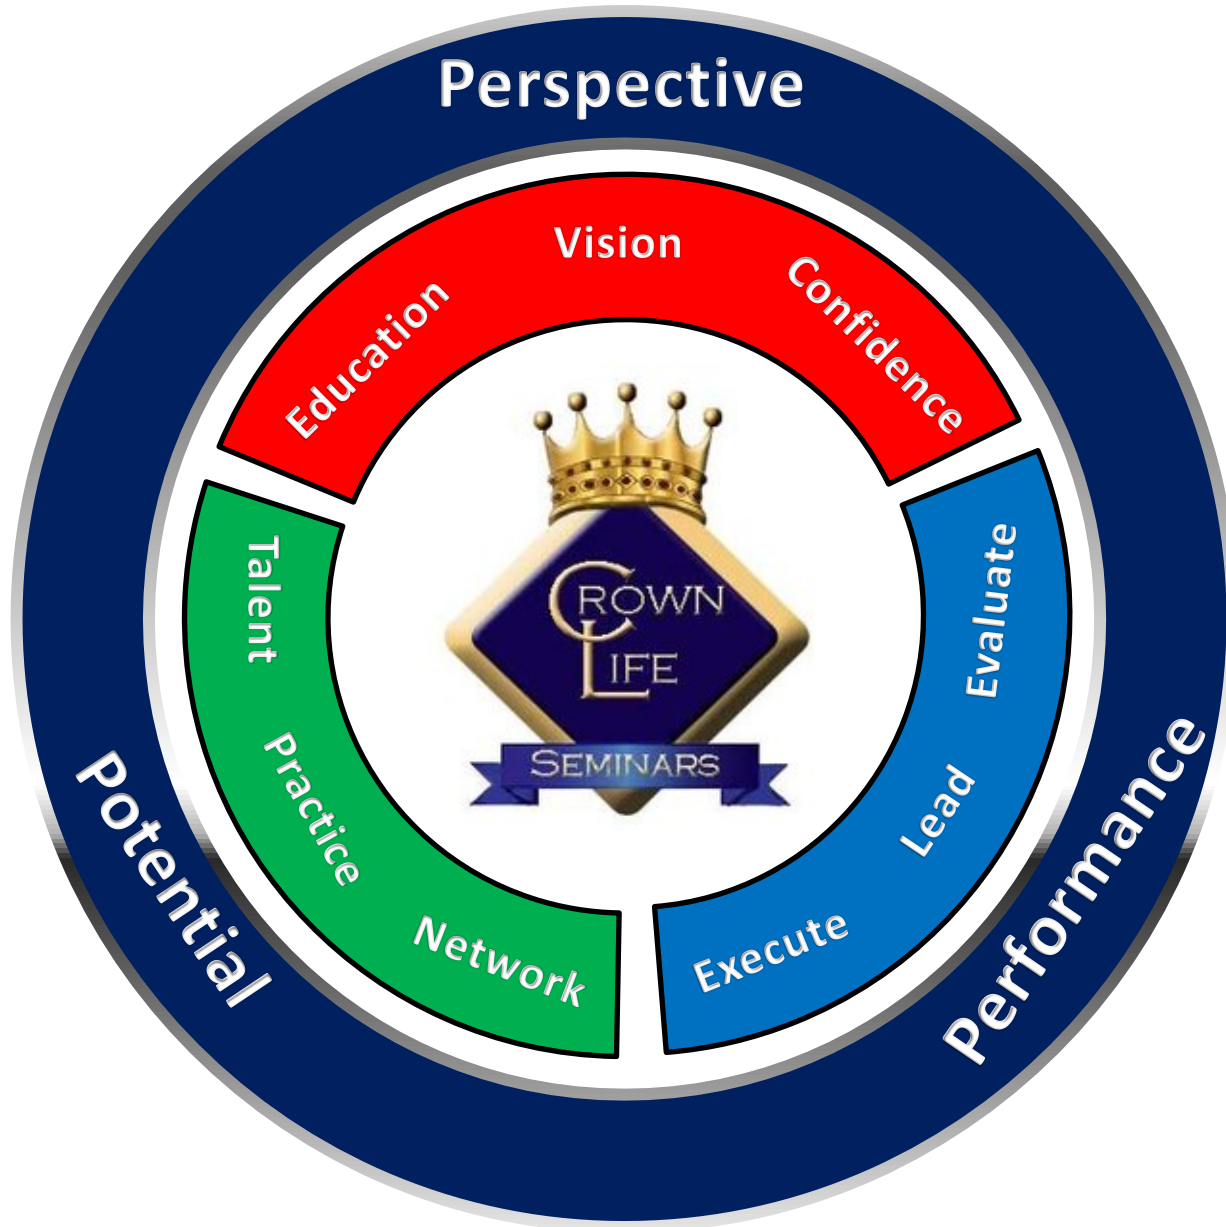 Perspective
Education
Vision
Confidence
Talent
Practice
Network
Evaluate
Lead
Execute
CROWN
LIFE
SEMINARS
Potential
Performance